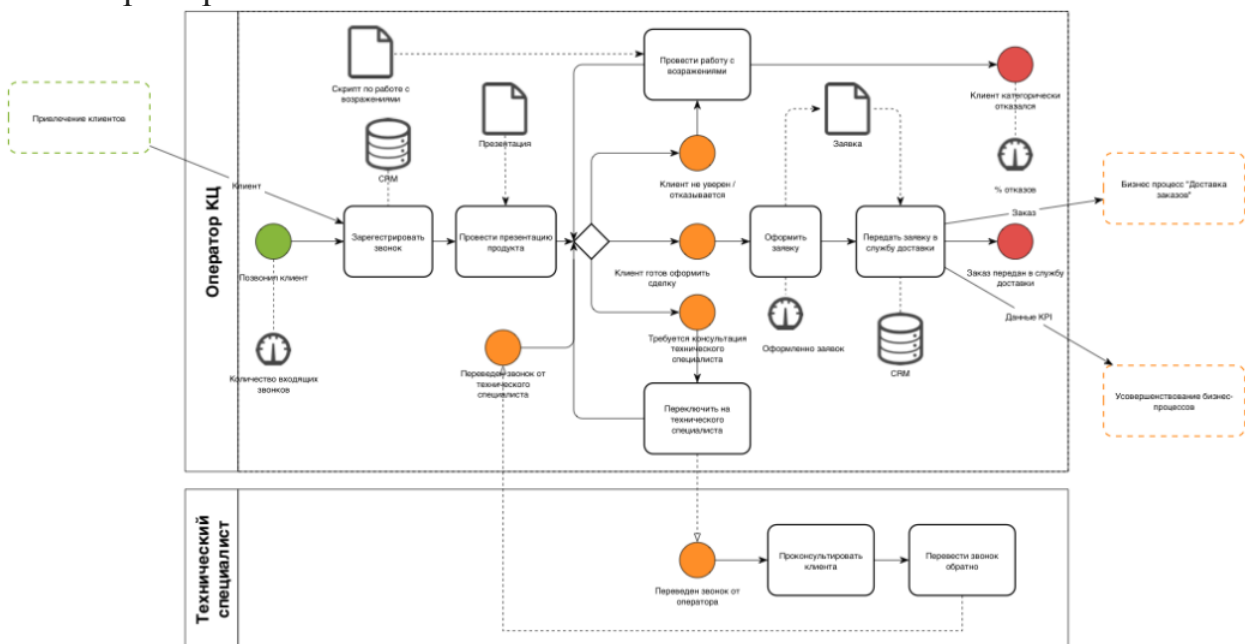 Оператор КЦ
Скрипт по работе с
возражениями
Провести работу с
возражениями
Клиент категорически
отказался
Привлечение клиентов
Презентация
Заявка
CRM
Клиент
Клиент не уверен /
отказывается
% отказов
Бизнес процесс "Доставка
заказов"
Заказ
Зарегестрировать
звонок
Провести презентацию
продукта
Оформить
заявку
Передать заявку в
службу доставки
Позвонил клиент
Клиент готов оформить
сделку
Заказ передан в службу
доставки
Данные KPI
Требуется консультация
технического
специалиста
Оформленно заявок
CRM
Количество входящих
звонков
Переведен звонок от
технического
специалиста
Переключить на
технического
специалиста
Усовершенствование бизнес-
процессов
Технический
специалист
Проконсультировать
клиента
Перевести звонок
обратно
Переведен звонок от
оператора